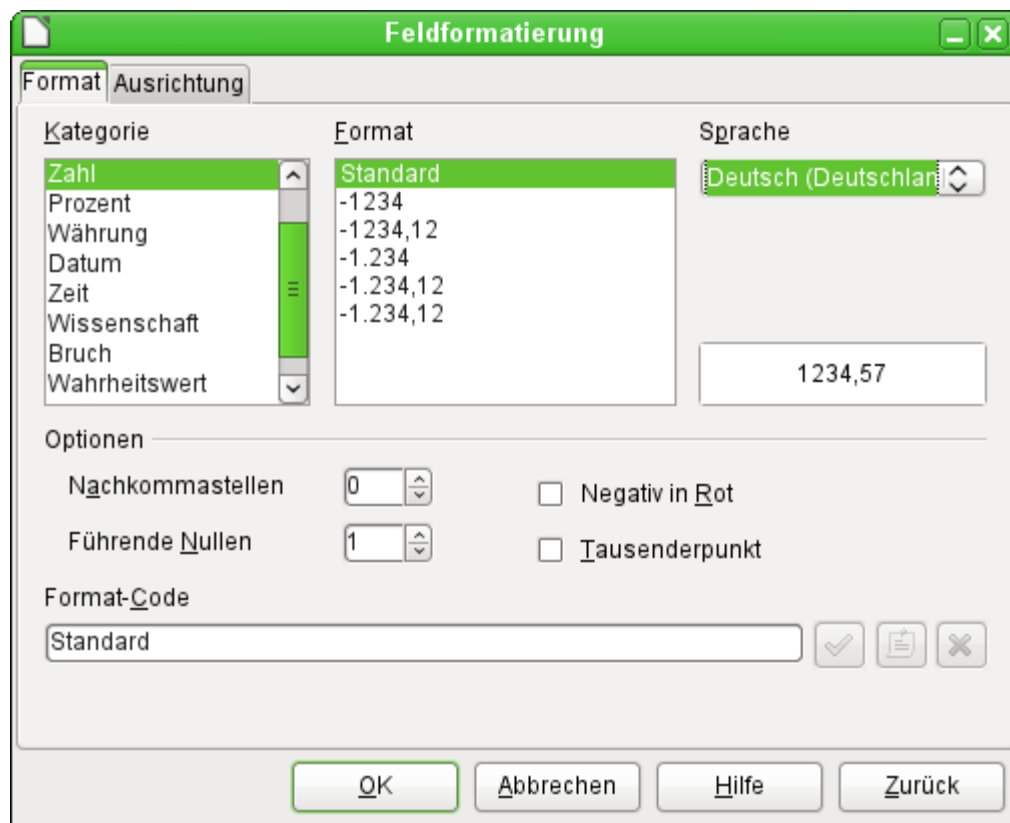 Feldformatierung
Format Ausrichtung
Kategorie
Zahl
Prozent
Währung
Datum
Zeit
Wissenschaft
Bruch
Wahrheitswert
Format
Standard
-1234
-1234,12
-1.234
-1.234,12
-1.234,12
Sprache
Deutsch (Deutschlan
1234,57
Optionen
Nachkommastellen 0
Führende Nullen 1
Negativ in Rot
Tausenderpunkt
Format-Code
Standard
OK Abbrechen Hilfe Zurück